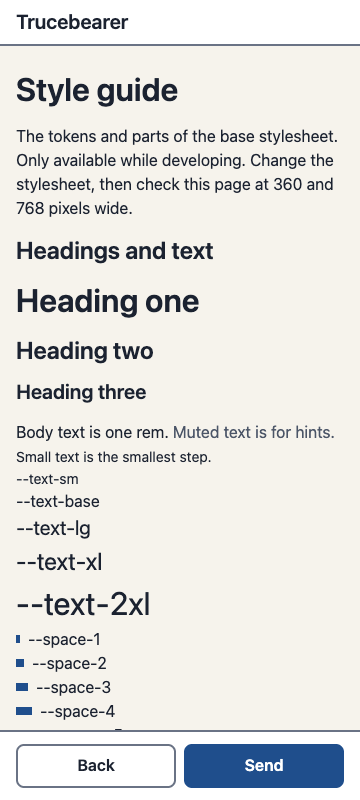 Trucebearer
Style guide
The tokens and parts of the base stylesheet.
Only available while developing. Change the
stylesheet, then check this page at 360 and
768 pixels wide.
Headings and text
Heading one
Heading two
Heading three
Body text is one rem. Muted text is for hints.
Small text is the smallest step.
--text-sm
--text-base
--text-lg
--text-xl
--text-2xl
--space-1
--space-2
--space-3
--space-4
Back
Send